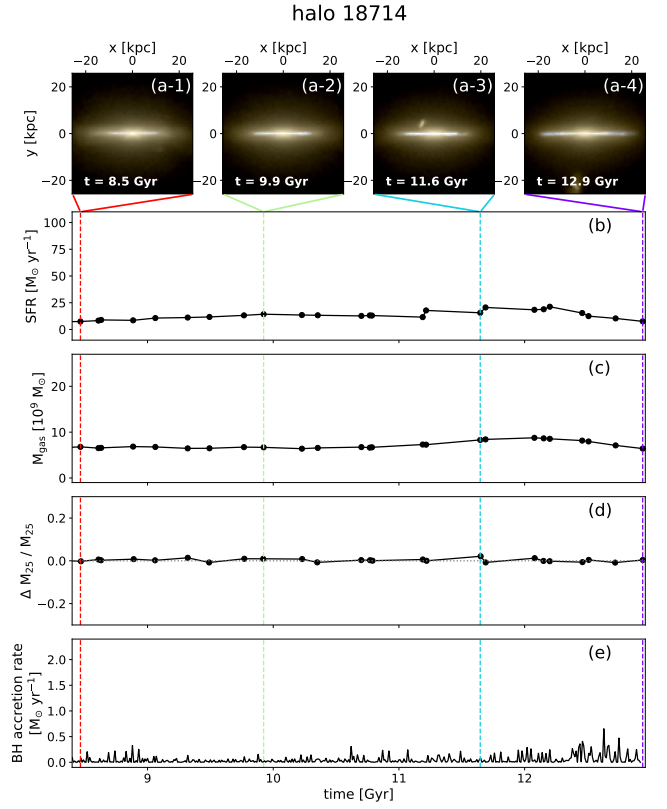 halo 18714
x [kpc] x [kpc] x [kpc] x [kpc]
−20 0 20 −20 0 20 −20 0 20 −20 0 20
(a-1) (a-2) (a-3) (a-4)
20
y [kpc] 0
−20
t = 8.5 Gyr t = 9.9 Gyr t = 11.6 Gyr t = 12.9 Gyr
(b)
SFR [M⊙ yr⁻¹]
100
75
50
25
0
(c)
Mgas [10⁹ M⊙]
20
10
0
(d)
Δ M₂₅ / M₂₅
0.2
0.0
−0.2
(e)
BH accretion rate
[M⊙ yr⁻¹]
2.0
1.5
1.0
0.5
0.0
9 10 11 12
time [Gyr]